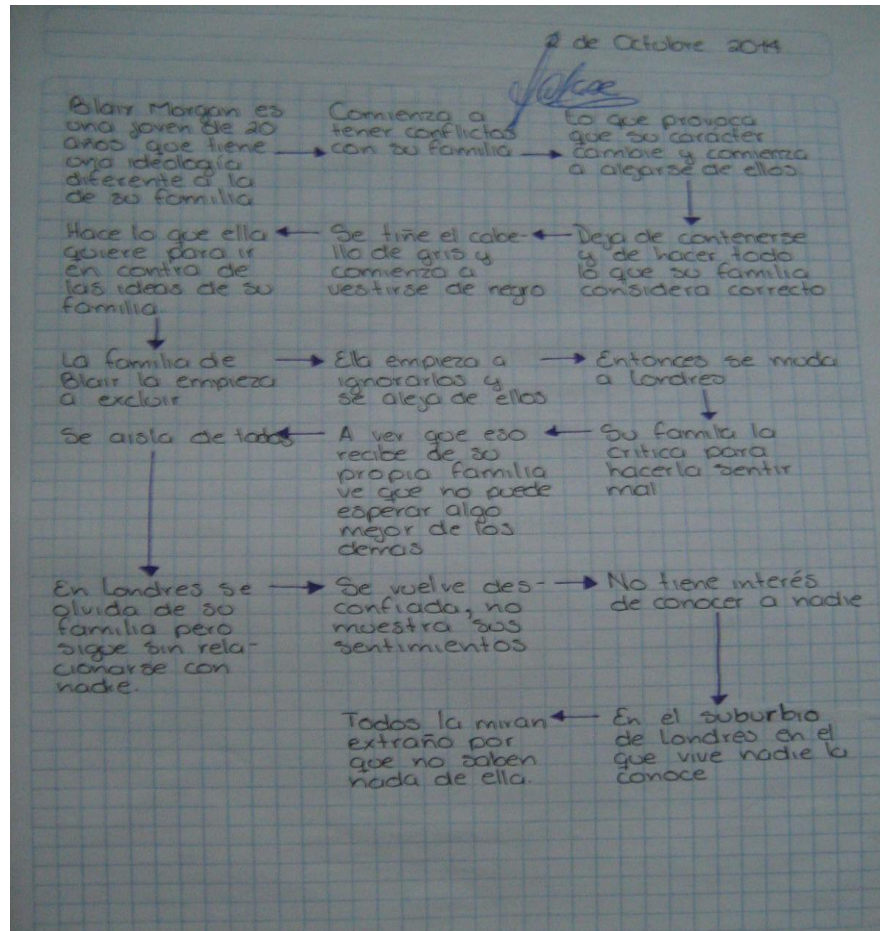 2 de Octubre 2014
Blair Morgan es
una joven de 20
años que tiene
una ideología
diferente a la
de su familia
Comienza a
tener conflictos
con su familia
Lo que provoca
que su carácter
cambie y comienza
a alejarse de ellos
Deja de contenerse
y de hacer todo
lo que su familia
considera correcto
Se tiñe el cabe-
llo de gris y
comienza a
vestirse de negro
Hace lo que ella
quiere para ir
en contra de
las ideas de su
familia.
La familia de
Blair la empieza
a excluir
Ella empieza a
ignorarlos y
se aleja de ellos
Entonces se muda
a Londres
Su familia la
critica para
hacerla sentir
mal
A ver que eso
recibe de su
propia familia
ve que no puede
esperar algo
mejor de los
demas
Se aisla de todos
En Londres se
olvida de su
familia pero
sigue sin rela-
cionarse con
nadie.
Se vuelve des-
confiada, no
muestra sus
sentimientos
No tiene interés
de conocer a nadie
En el suburbio
de Londres en el
que vive nadie la
conoce
Todos la miran
extraño por
que no saben
nada de ella.